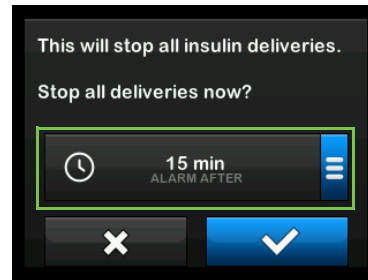 This will stop all insulin deliveries.
Stop all deliveries now?
15 min
ALARM AFTER